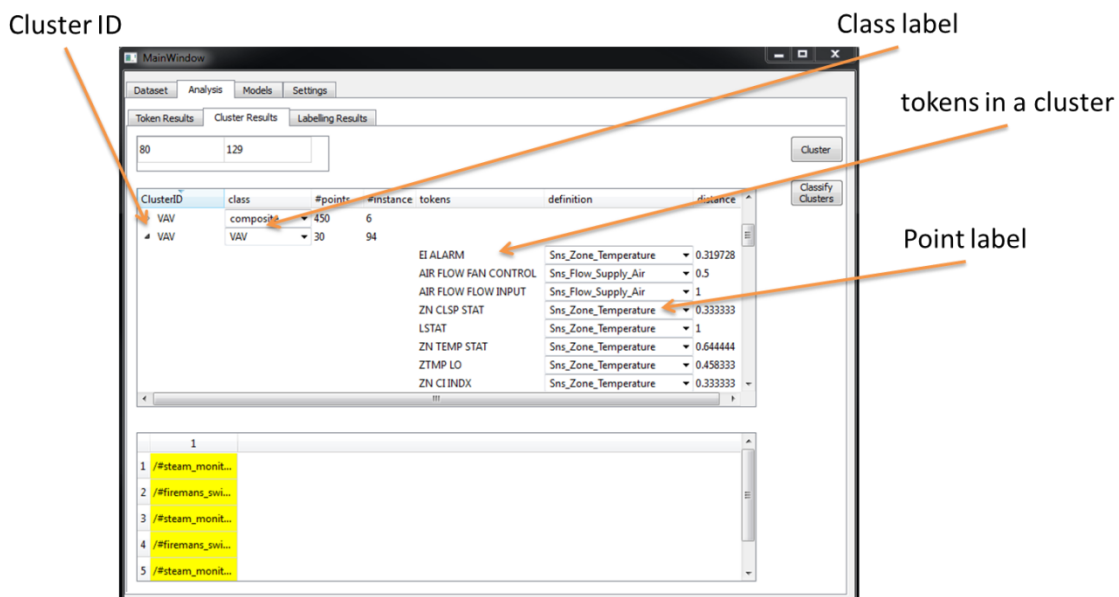 Cluster ID
Class label
MainWindow
Dataset Analysis Models Settings
tokens in a cluster
Token Results Cluster Results Labelling Results
80 129 Cluster
ClusterID class #points #instance tokens definition distance
Classify Clusters
VAV composite 450 6
VAV VAV 30 94
Point label
EI ALARM Sns_Zone_Temperature 0.319728
AIR FLOW FAN CONTROL Sns_Flow_Supply_Air 0.5
AIR FLOW FLOW INPUT Sns_Flow_Supply_Air 1
ZN CLSP STAT Sns_Zone_Temperature 0.333333
LSTAT Sns_Zone_Temperature 1
ZN TEMP STAT Sns_Zone_Temperature 0.644444
ZTMP LO Sns_Zone_Temperature 0.458333
ZN CI INDX Sns_Zone_Temperature 0.333333
1
1 /#steam_monit...
2 /#firemans_swi...
3 /#steam_monit...
4 /#firemans_swi...
5 /#steam_monit...